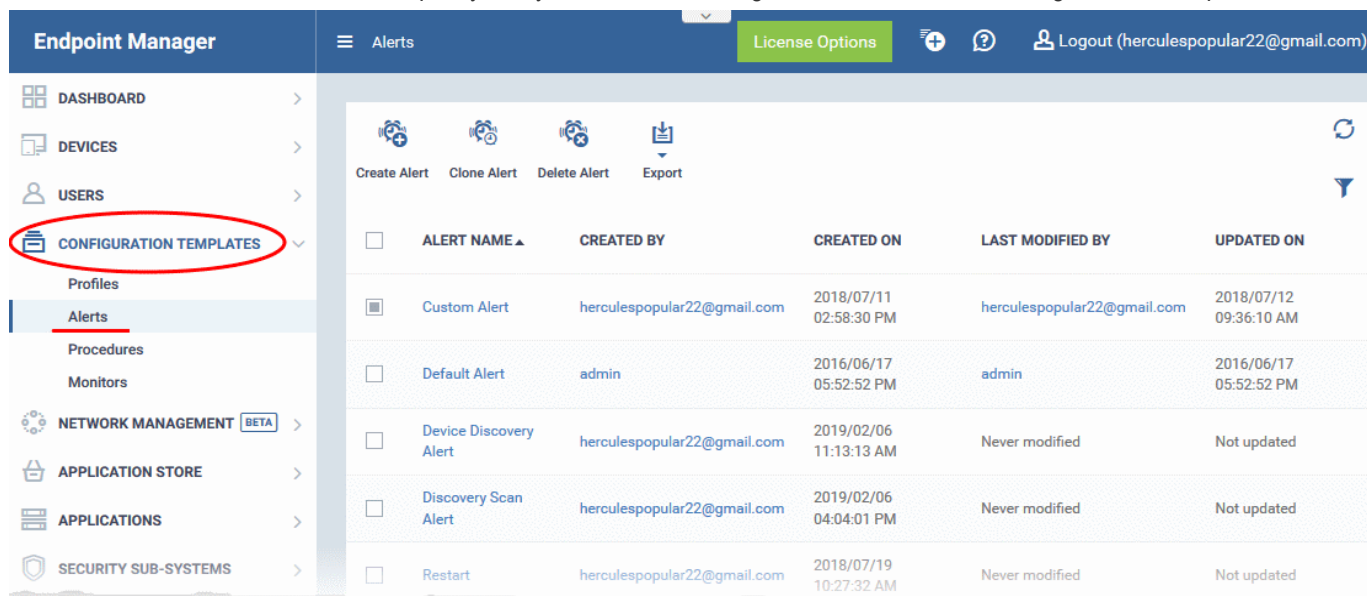 Endpoint Manager
Alerts
License Options
Logout (herculespopular22@gmail.com)
DASHBOARD
DEVICES
USERS
CONFIGURATION TEMPLATES
Profiles
Alerts
Procedures
Monitors
NETWORK MANAGEMENT BETA
APPLICATION STORE
APPLICATIONS
SECURITY SUB-SYSTEMS
Create Alert Clone Alert Delete Alert Export
ALERT NAME CREATED BY CREATED ON LAST MODIFIED BY UPDATED ON
Custom Alert herculespopular22@gmail.com 2018/07/11 02:58:30 PM herculespopular22@gmail.com 2018/07/12 09:36:10 AM
Default Alert admin 2016/06/17 05:52:52 PM admin 2016/06/17 05:52:52 PM
Device Discovery Alert herculespopular22@gmail.com 2019/02/06 11:13:13 AM Never modified Not updated
Discovery Scan Alert herculespopular22@gmail.com 2019/02/06 04:04:01 PM Never modified Not updated
Restart herculespopular22@gmail.com 2018/07/19 10:27:32 AM Never modified Not updated